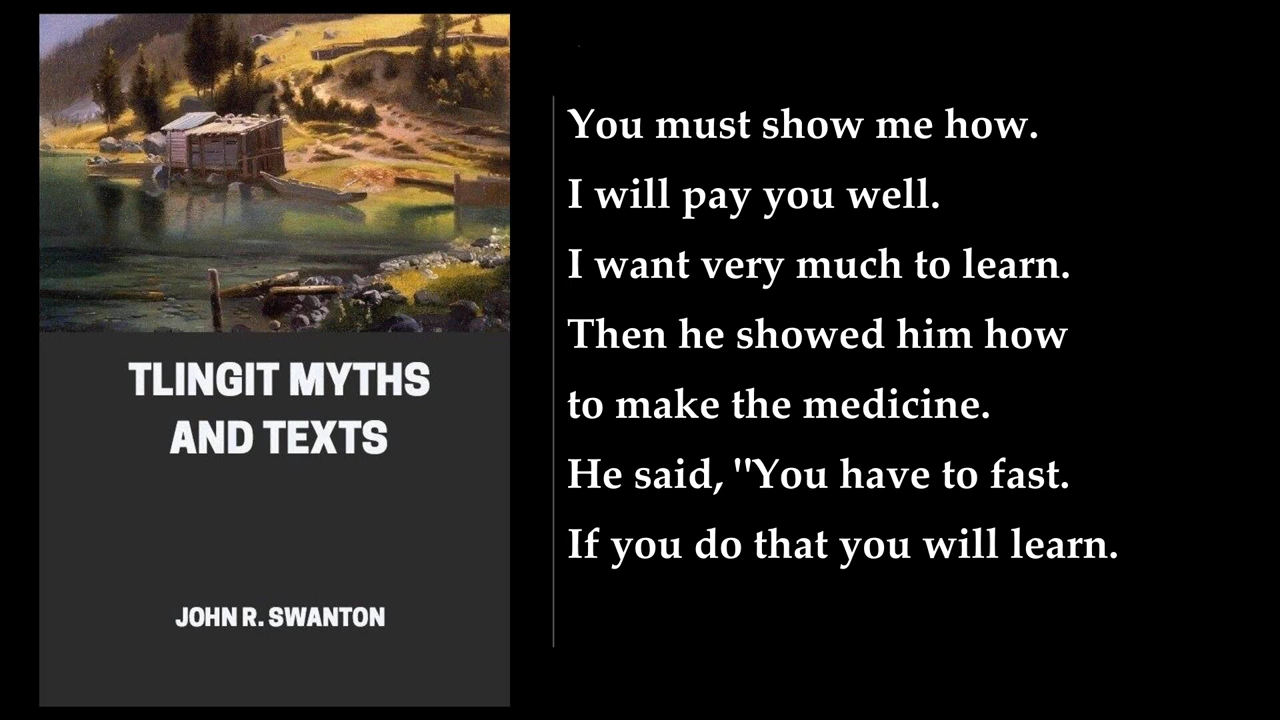 TLINGIT MYTHS
AND TEXTS
JOHN R. SWANTON
You must show me how.
I will pay you well.
I want very much to learn.
Then he showed him how
to make the medicine.
He said, "You have to fast.
If you do that you will learn.